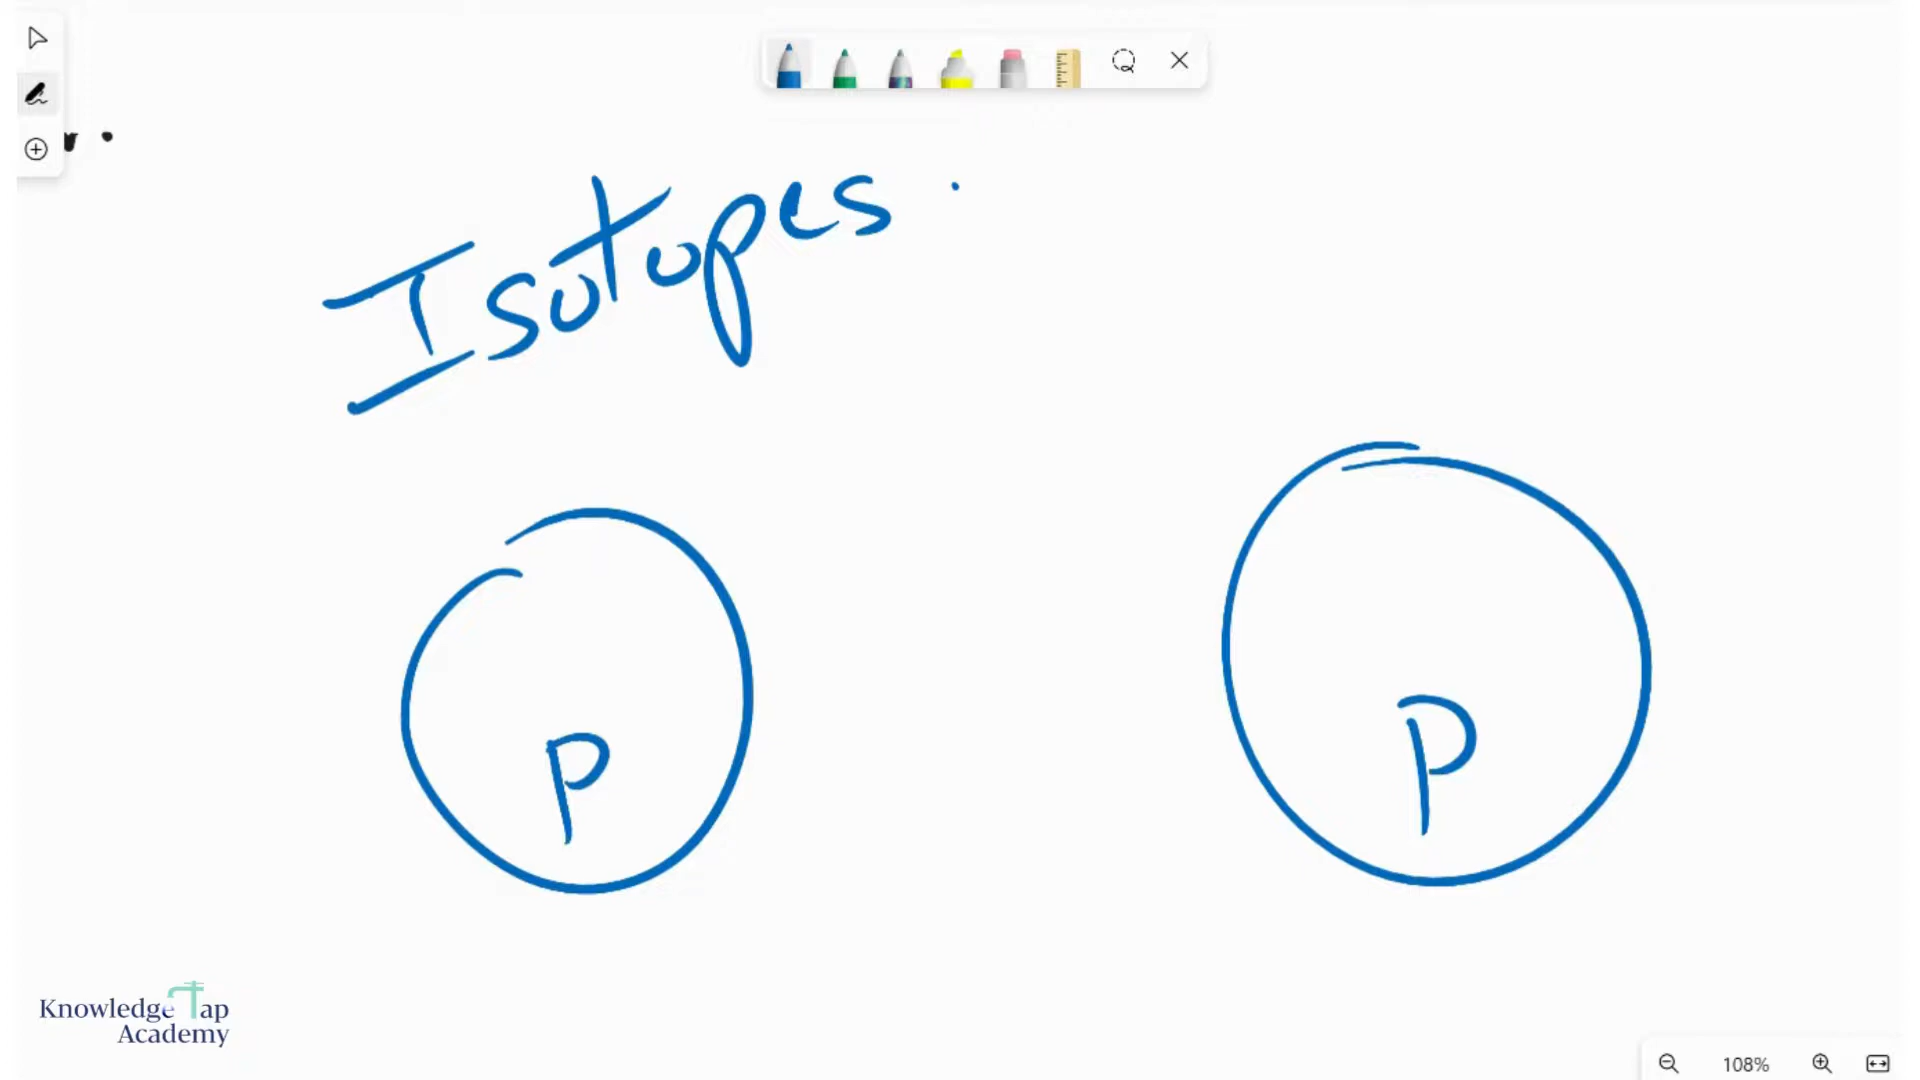 Isotopes.
P
P
Knowledge Tap
Academy
108%